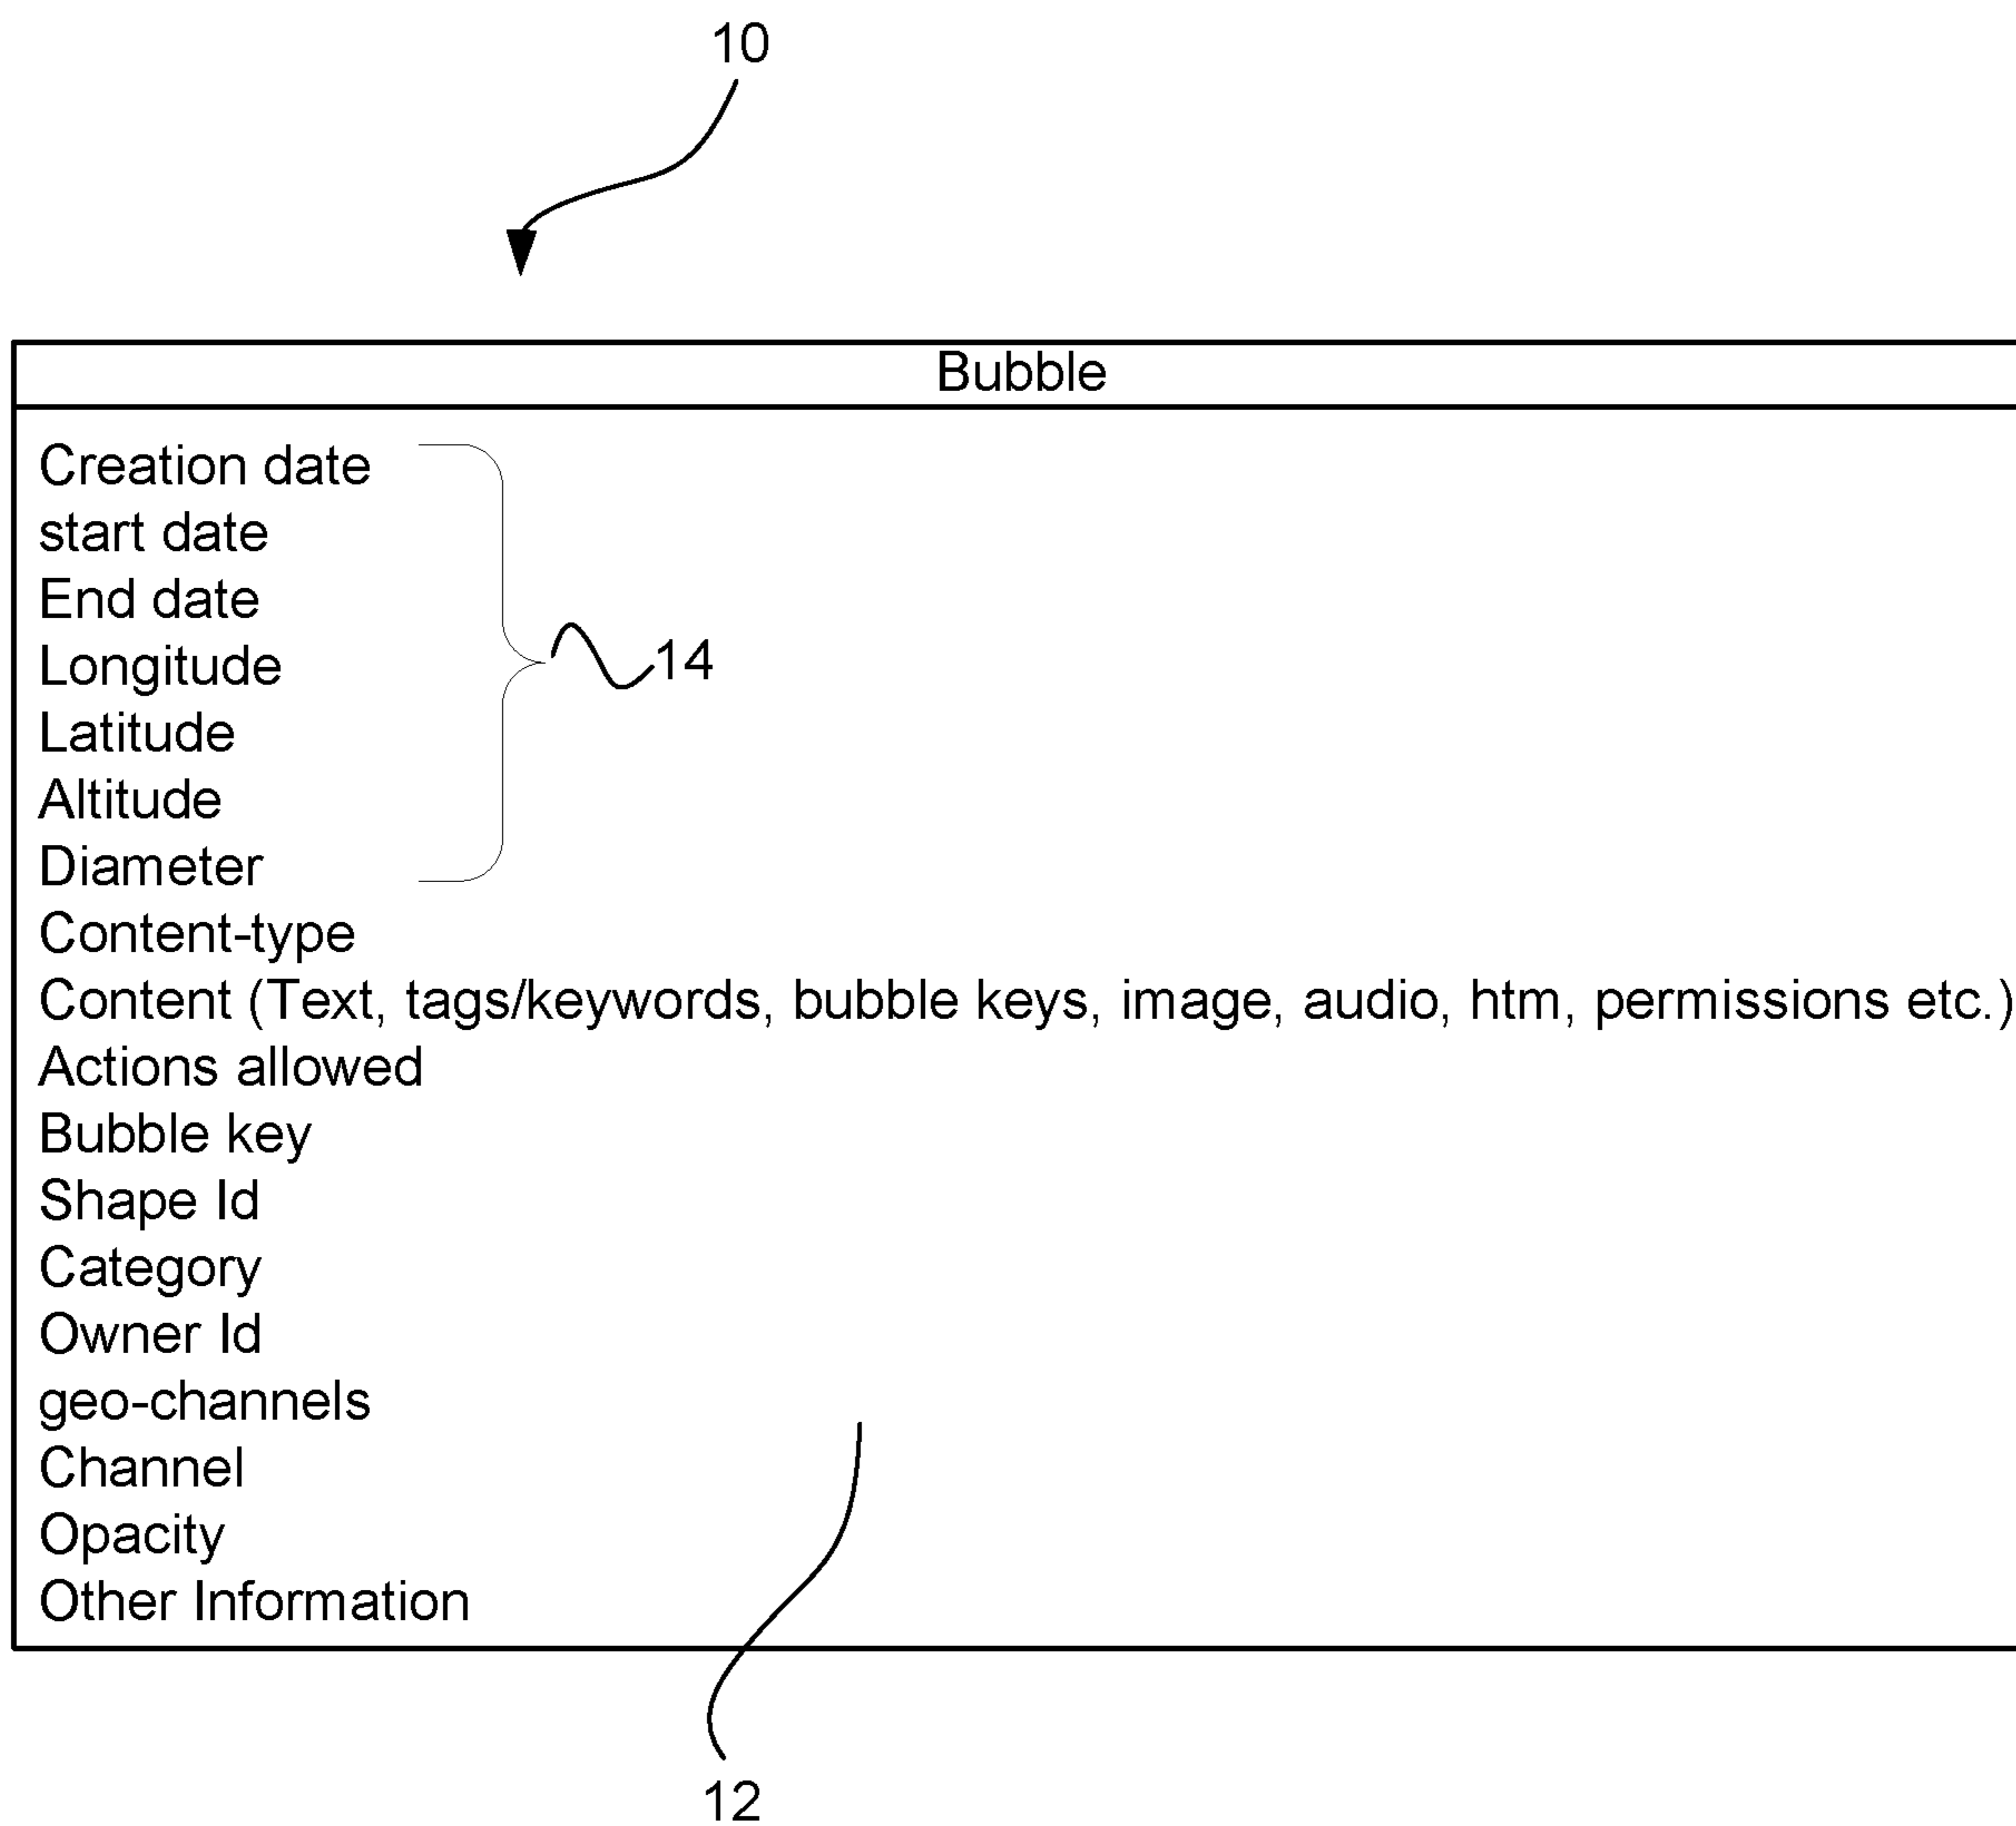 10
Bubble
Creation date
start date
End date
Longitude
14
Latitude
Altitude
Diameter
Content-type
Content (Text, tags/keywords, bubble keys, image, audio, htm, permissions etc.)
Actions allowed
Bubble key
Shape Id
Category
Owner Id
geo-channels
Channel
Opacity
Other Information
12